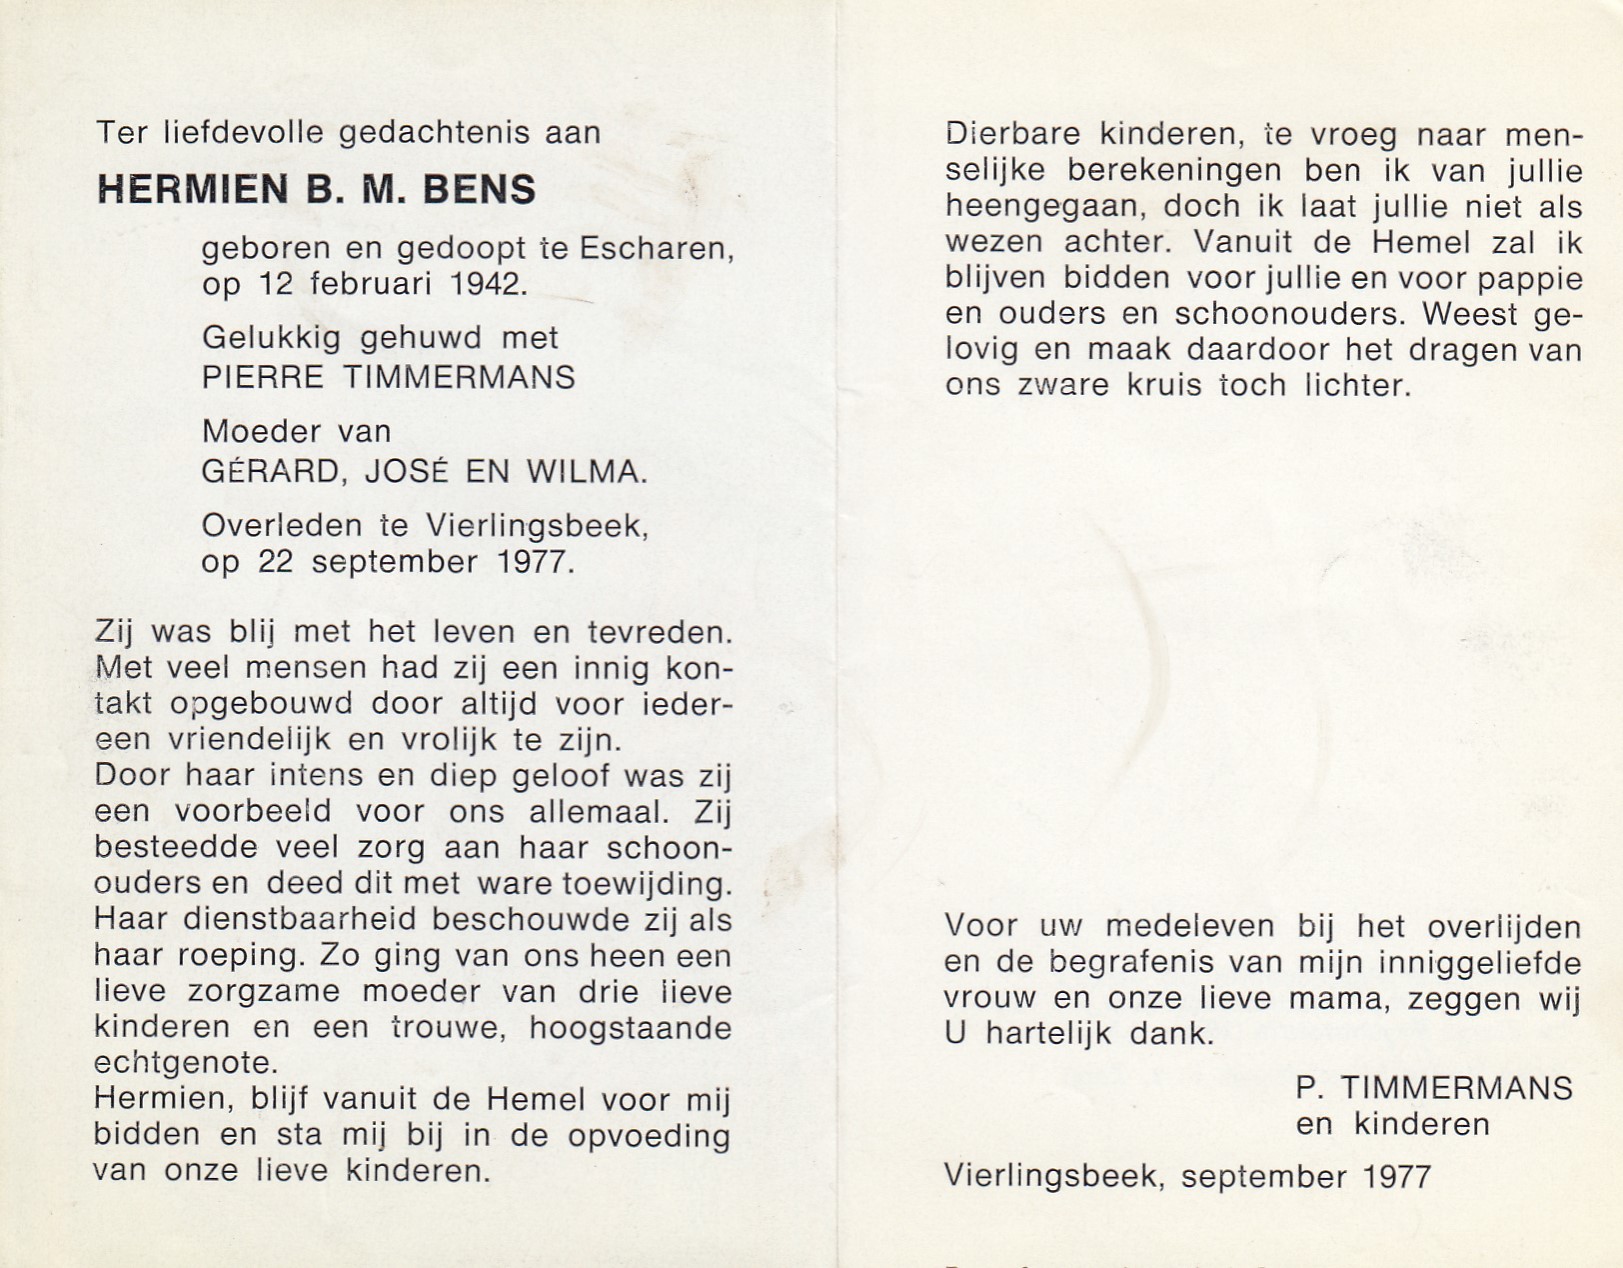 Ter liefdevolle gedachtenis aan
HERMIEN B. M. BENS
geboren en gedoopt te Escharen,
op 12 februari 1942.
Gelukkig gehuwd met
PIERRE TIMMERMANS
Moeder van
GÉRARD, JOSÉ EN WILMA.
Overleden te Vierlingsbeek,
op 22 september 1977.
Zij was blij met het leven en tevreden.
Met veel mensen had zij een innig kon-
takt opgebouwd door altijd voor ieder-
een vriendelijk en vrolijk te zijn.
Door haar intens en diep geloof was zij
een voorbeeld voor ons allemaal. Zij
besteedde veel zorg aan haar schoon-
ouders en deed dit met ware toewijding.
Haar dienstbaarheid beschouwde zij als
haar roeping. Zo ging van ons heen een
lieve zorgzame moeder van drie lieve
kinderen en een trouwe, hoogstaande
echtgenote.
Hermien, blijf vanuit de Hemel voor mij
bidden en sta mij bij in de opvoeding
van onze lieve kinderen.
Dierbare kinderen, te vroeg naar men-
selijke berekeningen ben ik van jullie
heengegaan, doch ik laat jullie niet als
wezen achter. Vanuit de Hemel zal ik
blijven bidden voor jullie en voor pappie
en ouders en schoonouders. Weest ge-
lovig en maak daardoor het dragen van
ons zware kruis toch lichter.
Voor uw medeleven bij het overlijden
en de begrafenis van mijn inniggeliefde
vrouw en onze lieve mama, zeggen wij
U hartelijk dank.
P. TIMMERMANS
en kinderen
Vierlingsbeek, september 1977